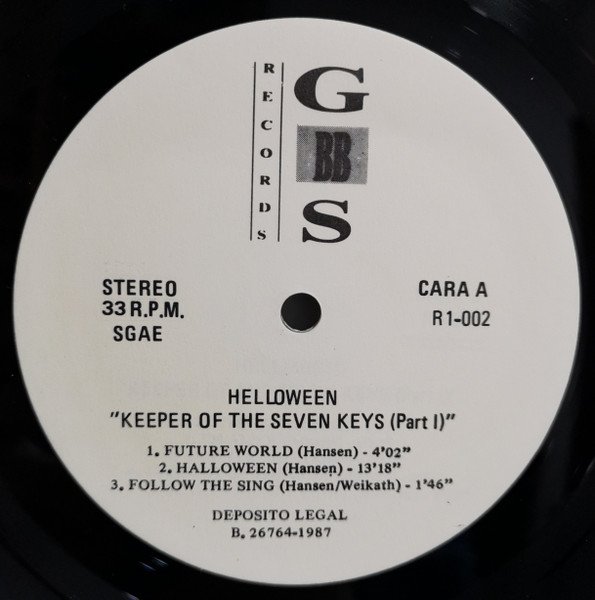 RECORDS
G
BB
S
STEREO
33 R.P.M.
SGAE
CARA A
R1-002
HELLOWEEN
"KEEPER OF THE SEVEN KEYS (Part I)"
1. FUTURE WORLD (Hansen) - 4'02"
2. HALLOWEEN (Hansen) - 13'18"
3. FOLLOW THE SING (Hansen/Weikath) - 1'46"
DEPOSITO LEGAL
B. 26764-1987